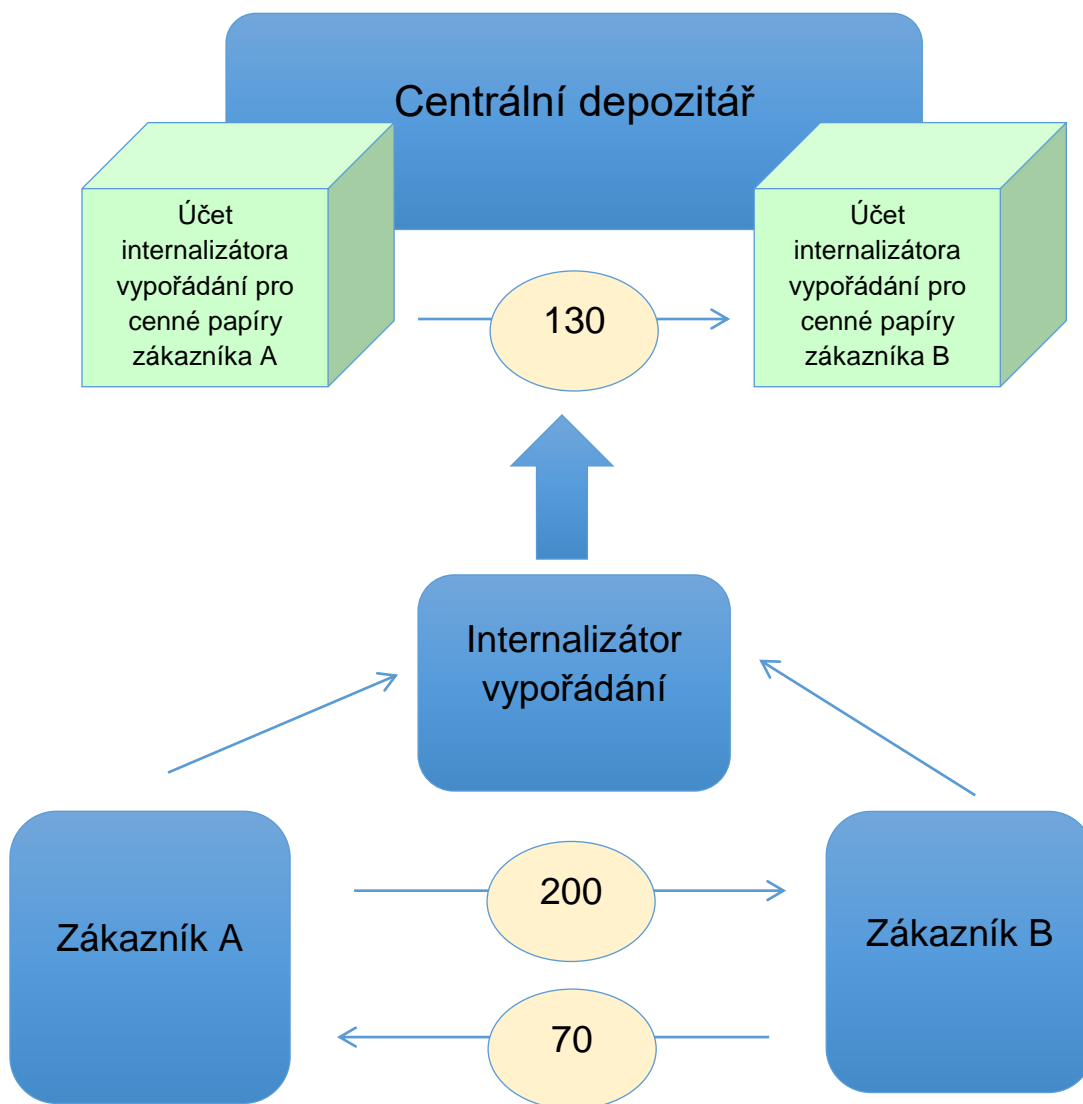 Centrální depozitář
Účet
internalizátora
vypořádání pro
cenné papíry
zákazníka A
Účet
internalizátora
vypořádání pro
cenné papíry
zákazníka B
130
Internalizátor
vypořádání
Zákazník A
200
Zákazník B
70